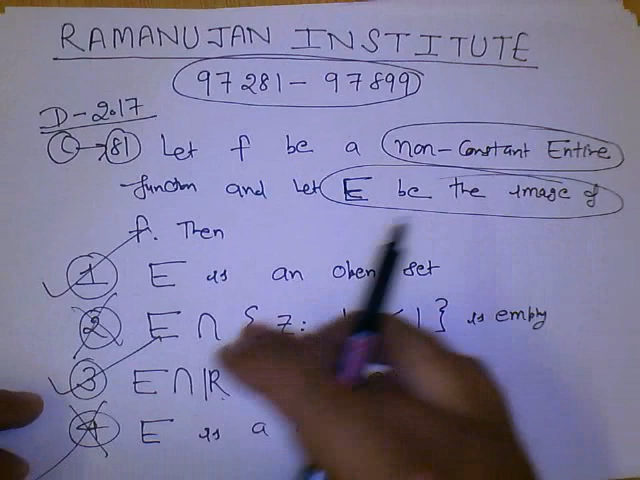 RAMANUJAN INSTITUTE
97281-97899
D-2017
C → 81 Let f be a non-Constant Entire
function and let E be the image of
f. Then
1 E is an open set
2 E ∩ { z: < 1 } is empty
3 E ∩ ℝ
4 E is a